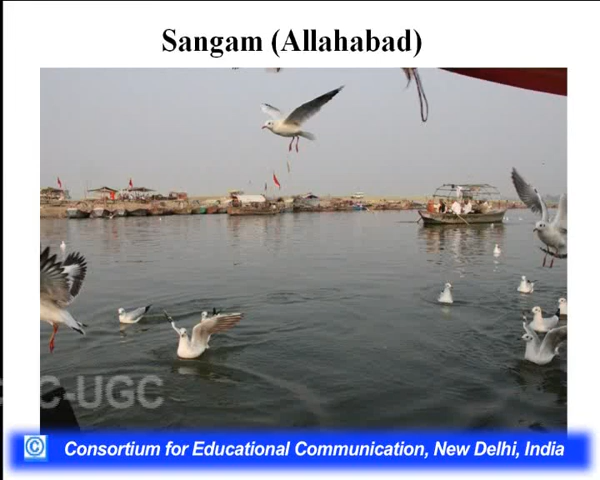 Sangam (Allahabad)
C-UGC
© Consortium for Educational Communication, New Delhi, India